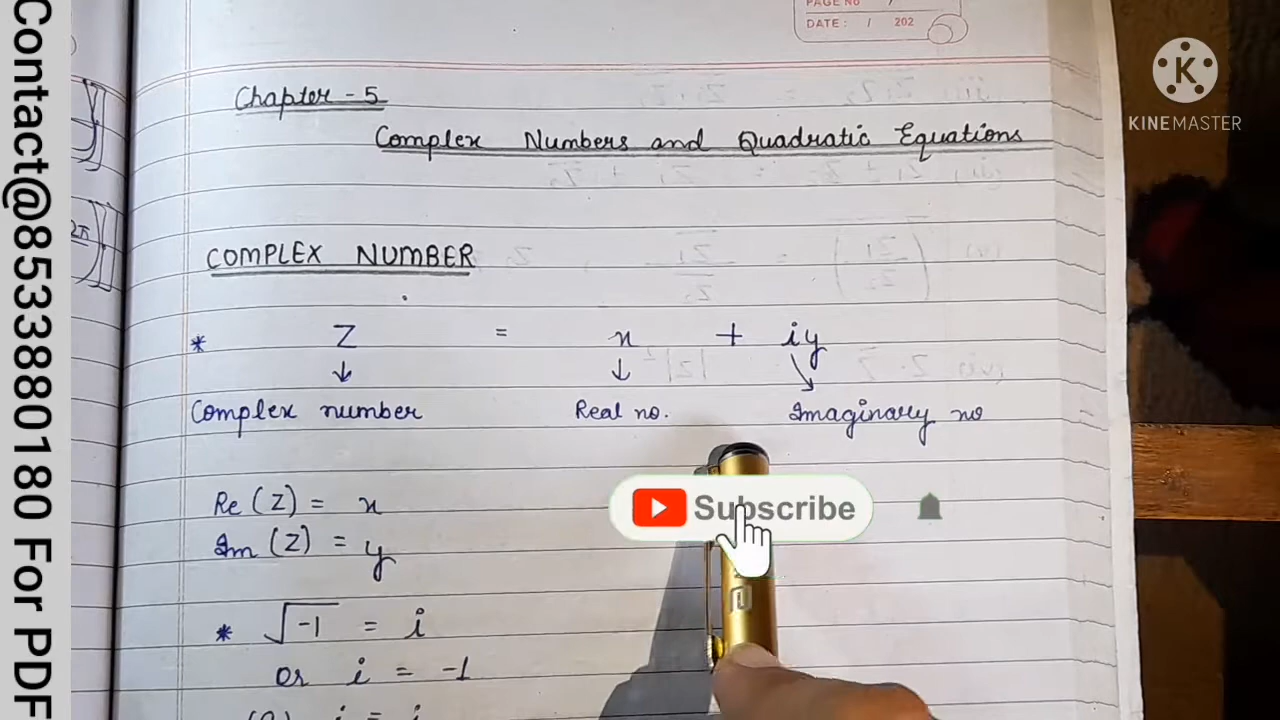 PAGE No /
DATE : / 202
Chapter - 5
Complex Numbers and Quadratic Equations
COMPLEX NUMBER
* Z = x + iy
↓ ↓ ↘
Complex number Real no. Imaginary no
Re (Z) = x
Im (Z) = y
* √-1 = i
or i = -1
2π
Subscribe
K
KINEMASTER
Contact@8533880180 For PDF